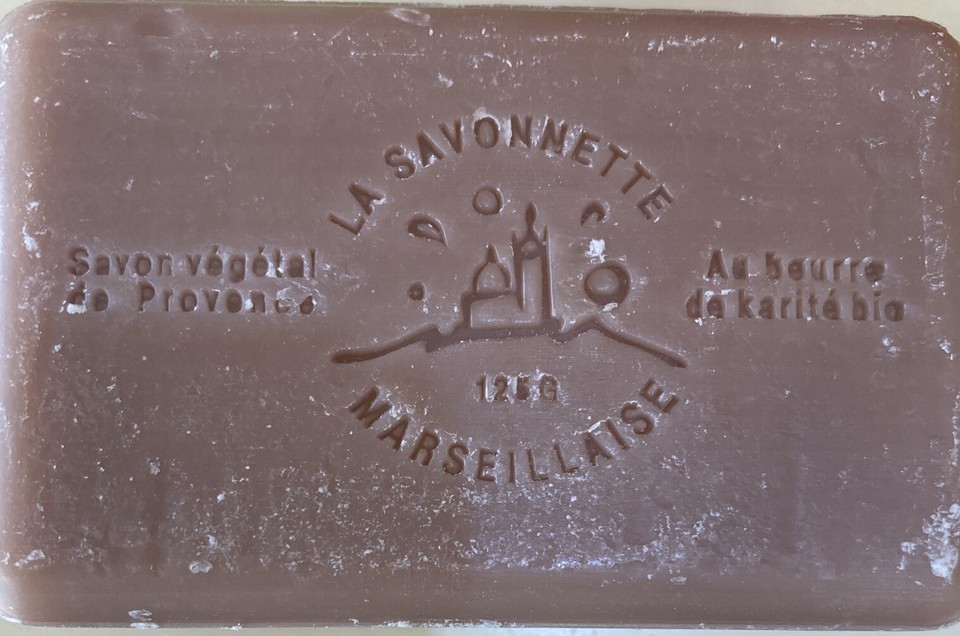 LA SAVONNETTE
Savon végétal
de Provence
Au beurre
de karité bio
125G
MARSEILLAISE